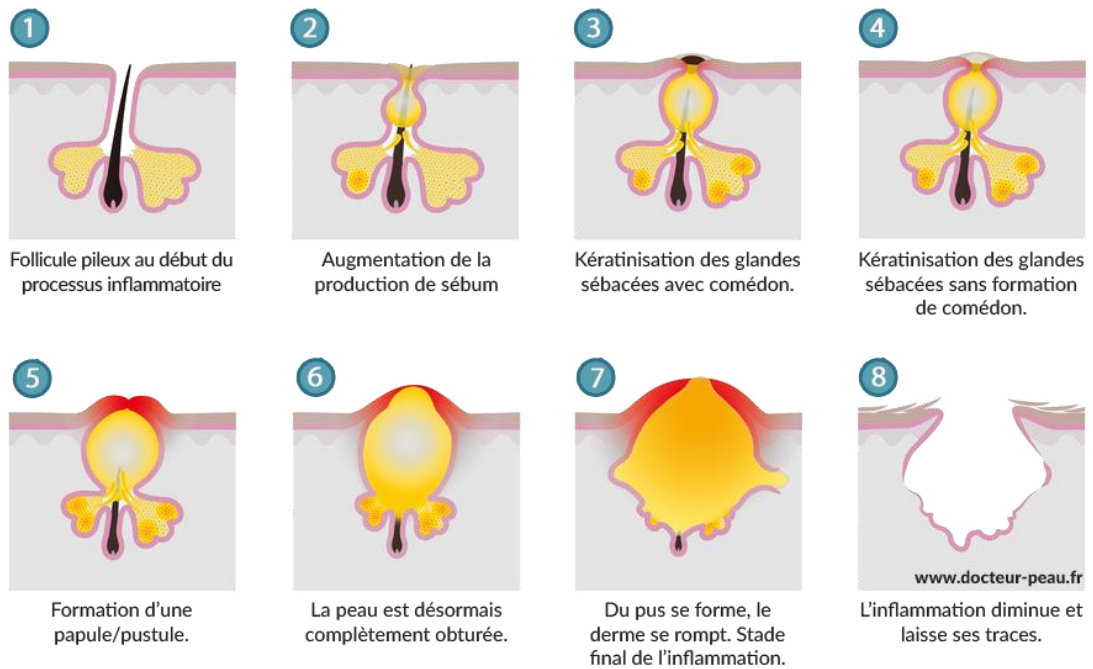 1
Follicule pileux au début du
processus inflammatoire
2
Augmentation de la
production de sébum
3
Kératinisation des glandes
sébacées avec comédon.
4
Kératinisation des glandes
sébacées sans formation
de comédon.
5
Formation d’une
papule/pustule.
6
La peau est désormais
complètement obturée.
7
Du pus se forme, le
derme se rompt. Stade
final de l’inflammation.
8
www.docteur-peau.fr
L’inflammation diminue et
laisse ses traces.